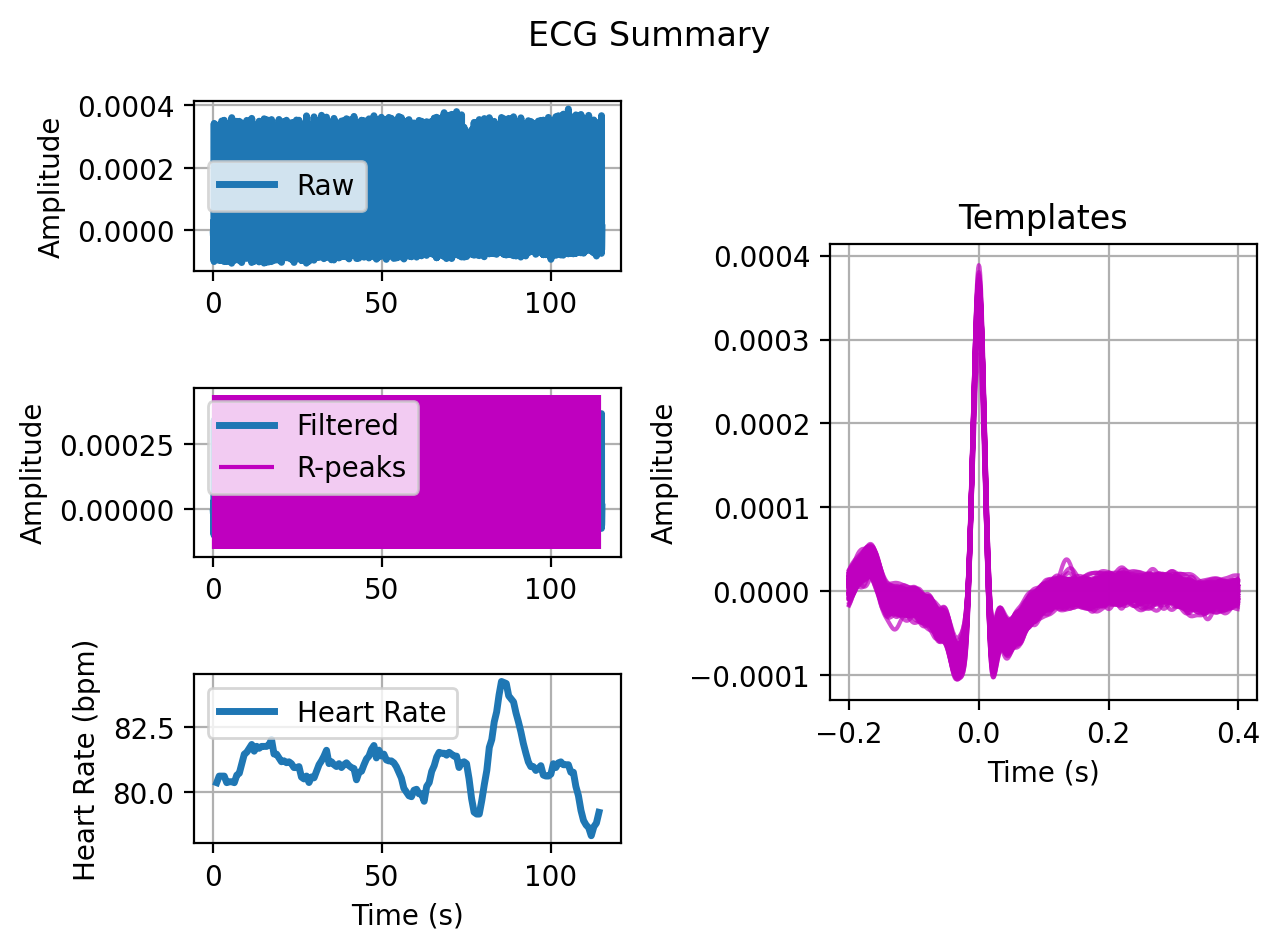 ECG Summary
Amplitude
0.0004
0.0002
0.0000
Raw
0
50
100
Amplitude
0.00025
0.00000
Filtered
R-peaks
0
50
100
Heart Rate (bpm)
82.5
80.0
Heart Rate
0
50
100
Time (s)
Templates
Amplitude
0.0004
0.0003
0.0002
0.0001
0.0000
−0.0001
−0.2
0.0
0.2
0.4
Time (s)